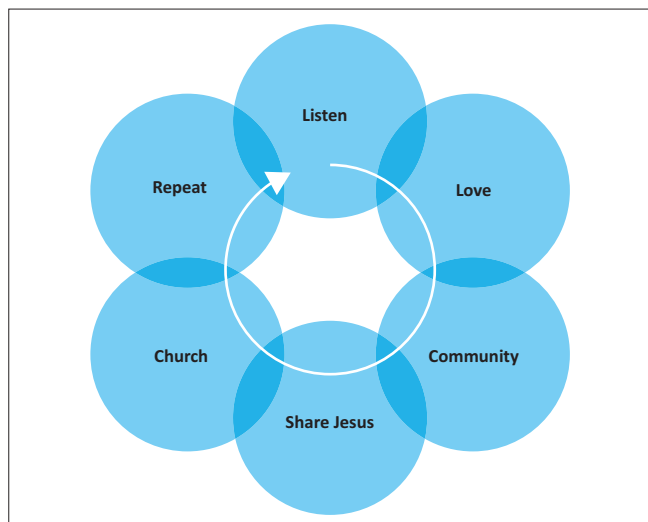 Listen
Love
Community
Share Jesus
Church
Repeat